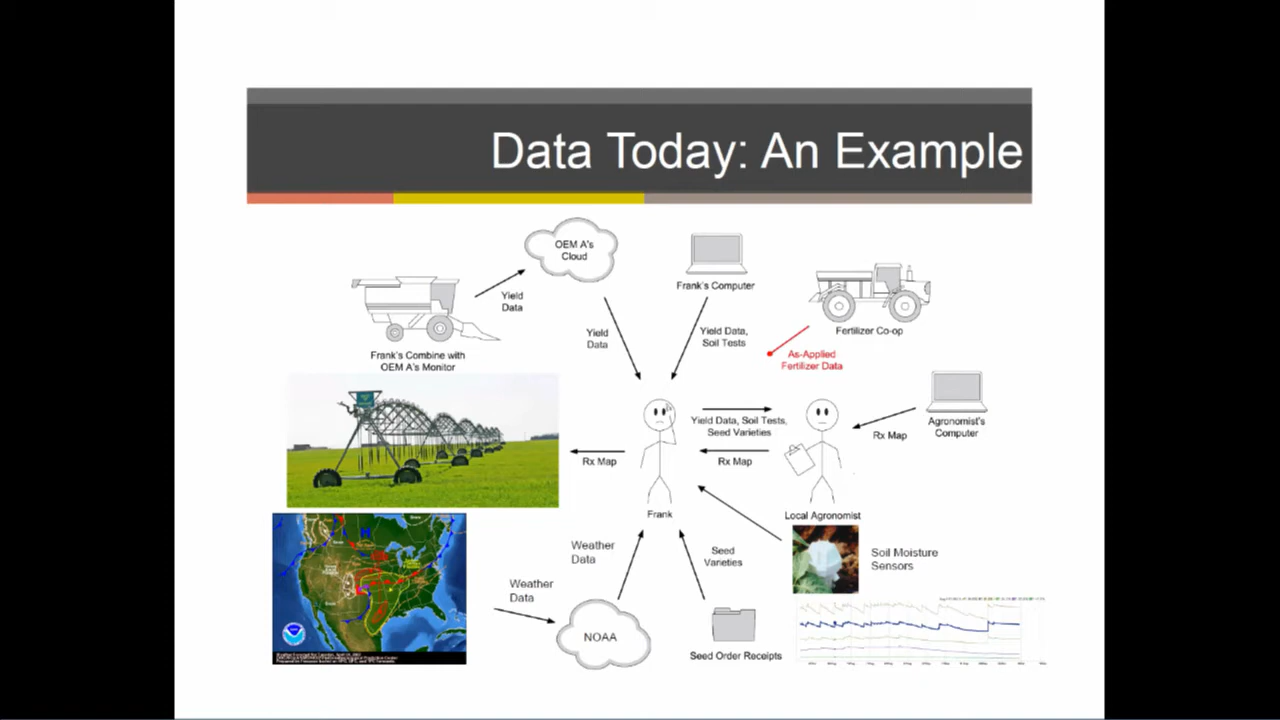 Data Today: An Example
OEM A's
Cloud
Frank's Computer
Fertilizer Co-op
Yield
Data
Frank's Combine with
OEM A's Monitor
Yield
Data
Yield Data,
Soil Tests
As-Applied
Fertilizer Data
Agronomist's
Computer
Rx Map
Yield Data, Soil Tests,
Seed Varieties
Rx Map
Rx Map
Frank
Local Agronomist
Weather
Data
Seed
Varieties
Soil Moisture
Sensors
Weather
Data
NOAA
Seed Order Receipts